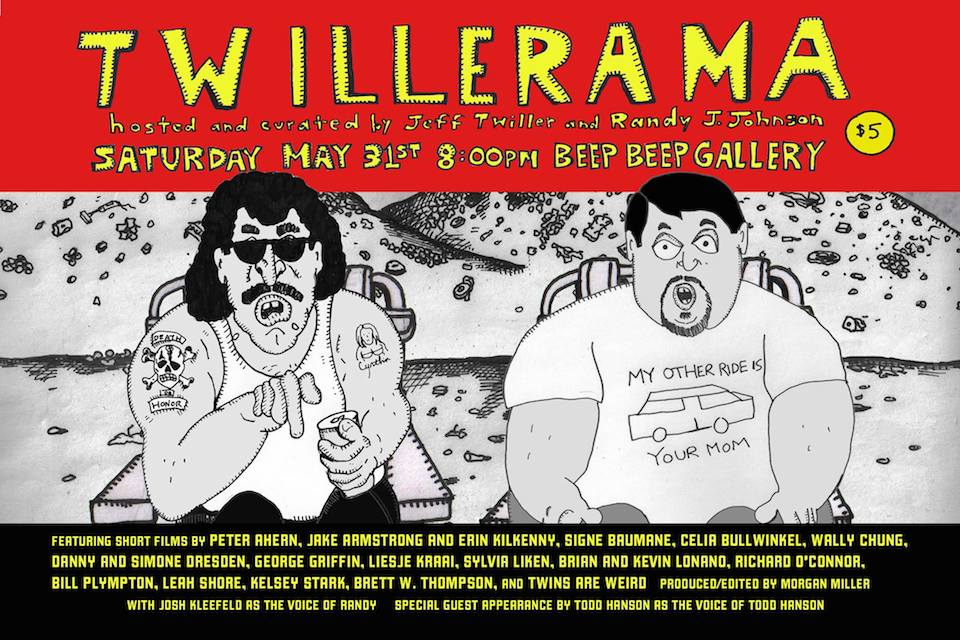 TWILLERAMA
hosted and curated by Jeff Twiller and Randy J. Johnson
$5
SATURDAY MAY 31ST 8:00PM BEEP BEEP GALLERY
DEATH
HONOR
Cynthia
MY OTHER RIDE IS
YOUR MOM
FEATURING SHORT FILMS BY PETER AHERN, JAKE ARMSTRONG AND ERIN KILKENNY, SIGNE BAUMANE, CELIA BULLWINKEL, WALLY CHUNG,
DANNY AND SIMONE DRESDEN, GEORGE GRIFFIN, LIESJE KRAAI, SYLVIA LIKEN, BRIAN AND KEVIN LONANO, RICHARD O'CONNOR,
BILL PLYMPTON, LEAH SHORE, KELSEY STARK, BRETT W. THOMPSON, AND TWINS ARE WEIRD PRODUCED/EDITED BY MORGAN MILLER
WITH JOSH KLEEFELD AS THE VOICE OF RANDY SPECIAL GUEST APPEARANCE BY TODD HANSON AS THE VOICE OF TODD HANSON